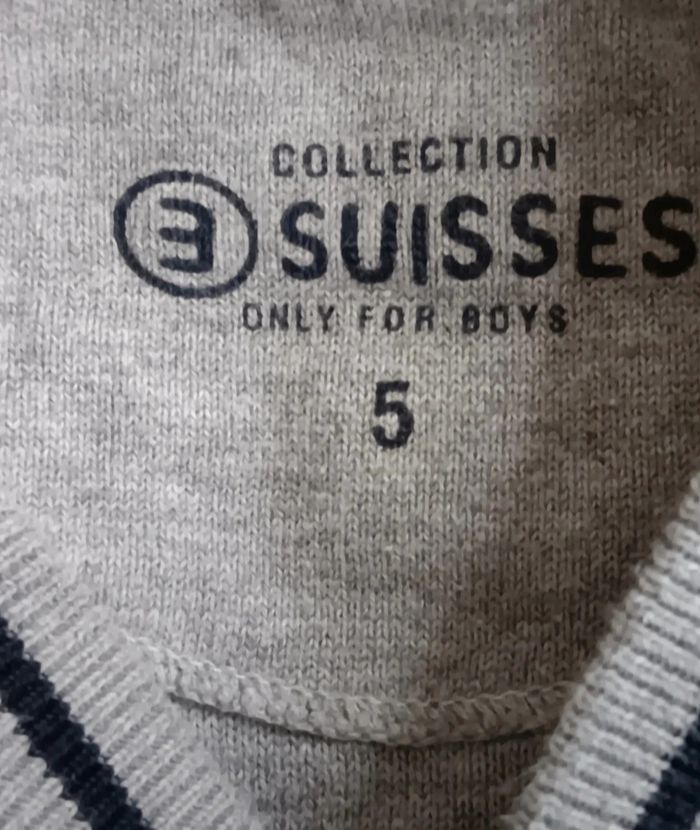 COLLECTION
3 SUISSES
ONLY FOR BOYS
5